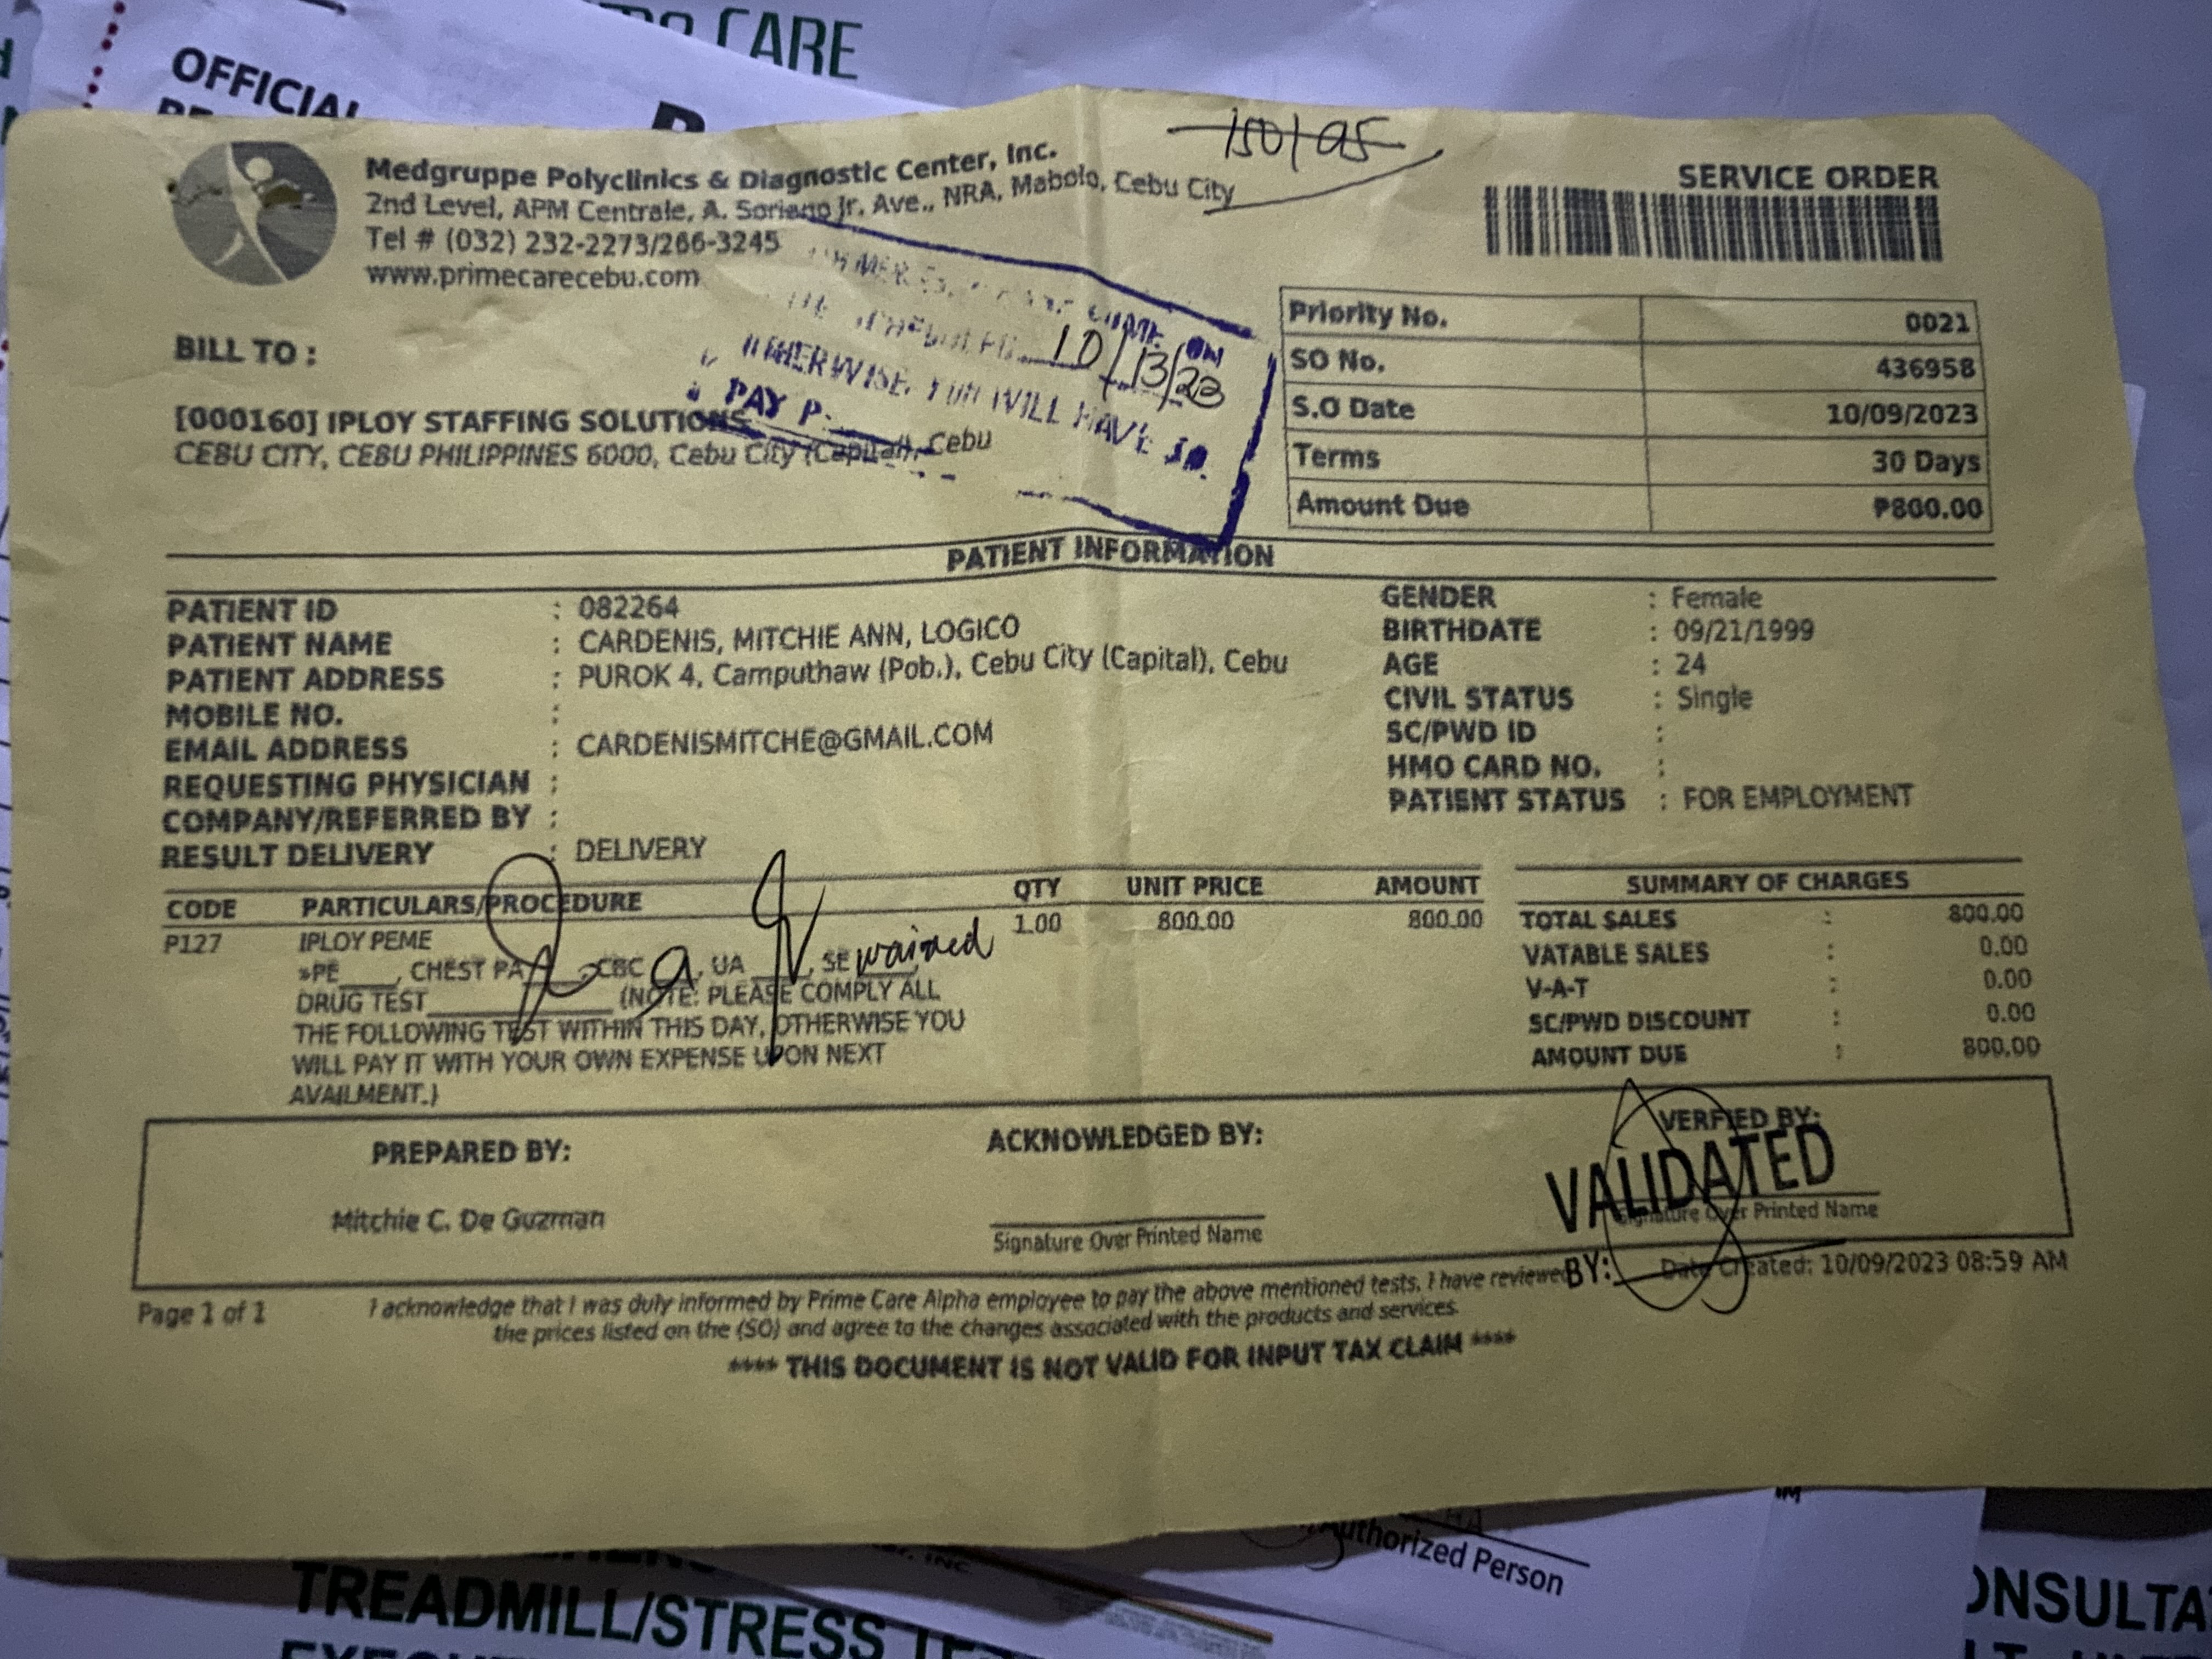 CARE
OFFICIAL
150/95
Medgruppe Polyclinics & Diagnostic Center, Inc.
2nd Level, APM Centrale, A. Soriano Jr. Ave., NRA, Mabolo, Cebu City
Tel # (032) 232-2273/266-3245
www.primecarecebu.com
SERVICE ORDER
COME ON
10/13/23
OTHERWISE, YOU WILL HAVE TO
PAY P
Priority No. 0021
SO No. 436958
S.O Date 10/09/2023
Terms 30 Days
Amount Due ₱800.00
BILL TO :
[000160] IPLOY STAFFING SOLUTIONS
CEBU CITY, CEBU PHILIPPINES 6000, Cebu City (Capital), Cebu
PATIENT INFORMATION
PATIENT ID : 082264
PATIENT NAME : CARDENIS, MITCHIE ANN, LOGICO
PATIENT ADDRESS : PUROK 4, Camputhaw (Pob.), Cebu City (Capital), Cebu
MOBILE NO. :
EMAIL ADDRESS : CARDENISMITCHE@GMAIL.COM
REQUESTING PHYSICIAN :
COMPANY/REFERRED BY :
RESULT DELIVERY : DELIVERY
GENDER : Female
BIRTHDATE : 09/21/1999
AGE : 24
CIVIL STATUS : Single
SC/PWD ID :
HMO CARD NO. :
PATIENT STATUS : FOR EMPLOYMENT
CODE PARTICULARS/PROCEDURE QTY UNIT PRICE AMOUNT
P127 IPLOY PEME 1.00 800.00 800.00
»PE____, CHEST PA____, CBC____, UA____, SE waived,
DRUG TEST______________ (NOTE: PLEASE COMPLY ALL
THE FOLLOWING TEST WITHIN THIS DAY, OTHERWISE YOU
WILL PAY IT WITH YOUR OWN EXPENSE UPON NEXT
AVAILMENT.)
SUMMARY OF CHARGES
TOTAL SALES : 800.00
VATABLE SALES : 0.00
V-A-T : 0.00
SC/PWD DISCOUNT : 0.00
AMOUNT DUE : 800.00
PREPARED BY:
Mitchie C. De Guzman
ACKNOWLEDGED BY:
Signature Over Printed Name
VERFIED BY:
VALIDATED
Signature Over Printed Name
BY:
Date Created: 10/09/2023 08:59 AM
Page 1 of 1
I acknowledge that I was duly informed by Prime Care Alpha employee to pay the above mentioned tests, I have reviewed
the prices listed on the (SO) and agree to the changes associated with the products and services.
**** THIS DOCUMENT IS NOT VALID FOR INPUT TAX CLAIM ****
Authorized Person
TREADMILL/STRESS